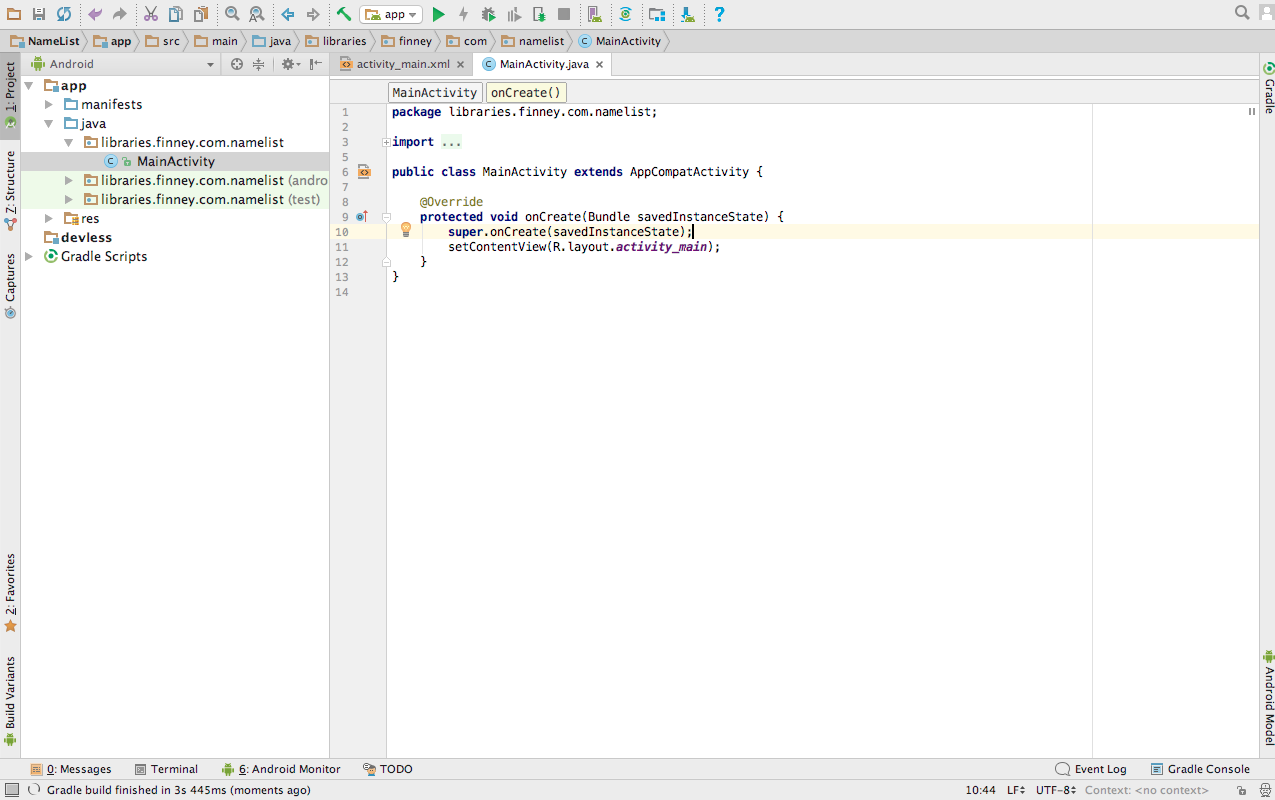 app
NameList app src main java libraries finney com namelist MainActivity
Android
activity_main.xml MainActivity.java
MainActivity onCreate()
1: Project
Z: Structure
Captures
2: Favorites
Build Variants
app
manifests
java
libraries.finney.com.namelist
MainActivity
libraries.finney.com.namelist (andro
libraries.finney.com.namelist (test)
res
devless
Gradle Scripts
1 package libraries.finney.com.namelist;
2
3 import ...
5
6 public class MainActivity extends AppCompatActivity {
7
8 @Override
9 protected void onCreate(Bundle savedInstanceState) {
10 super.onCreate(savedInstanceState);
11 setContentView(R.layout.activity_main);
12 }
13 }
14
Gradle
Android Model
0: Messages Terminal 6: Android Monitor TODO Event Log Gradle Console
Gradle build finished in 3s 445ms (moments ago) 10:44 LF UTF-8 Context: <no context>